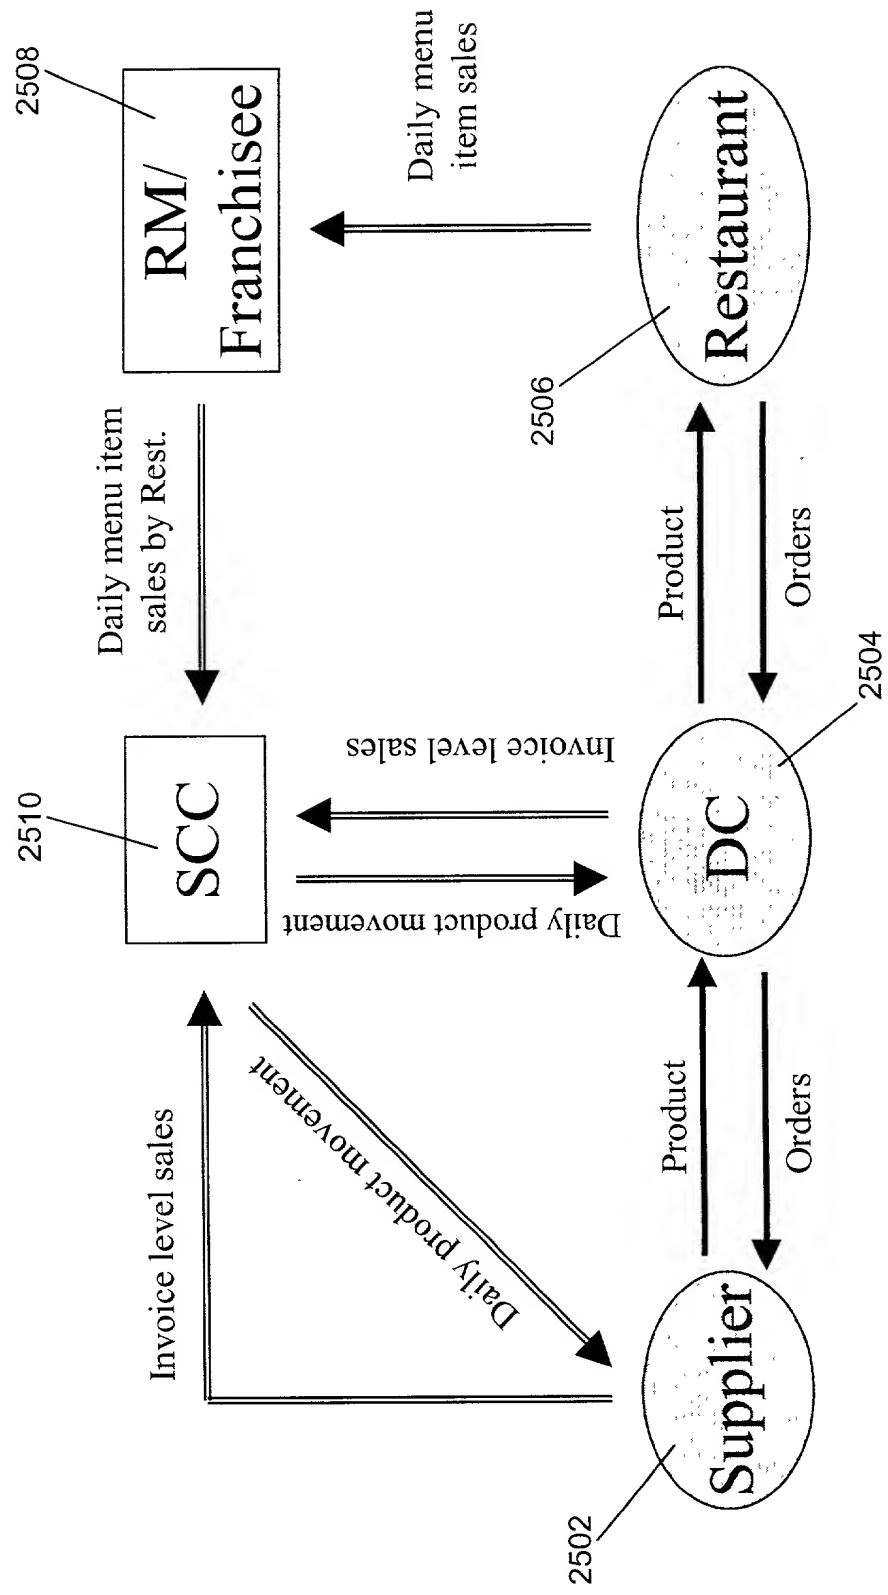 2510
2508
SCC
RM/
Franchisee
Invoice level sales
Daily menu item
sales by Rest.
Daily product movement
Daily product movement
Invoice level sales
Daily menu
item sales
2502
2506
Supplier
Product
Orders
DC
Product
Orders
Restaurant
2504